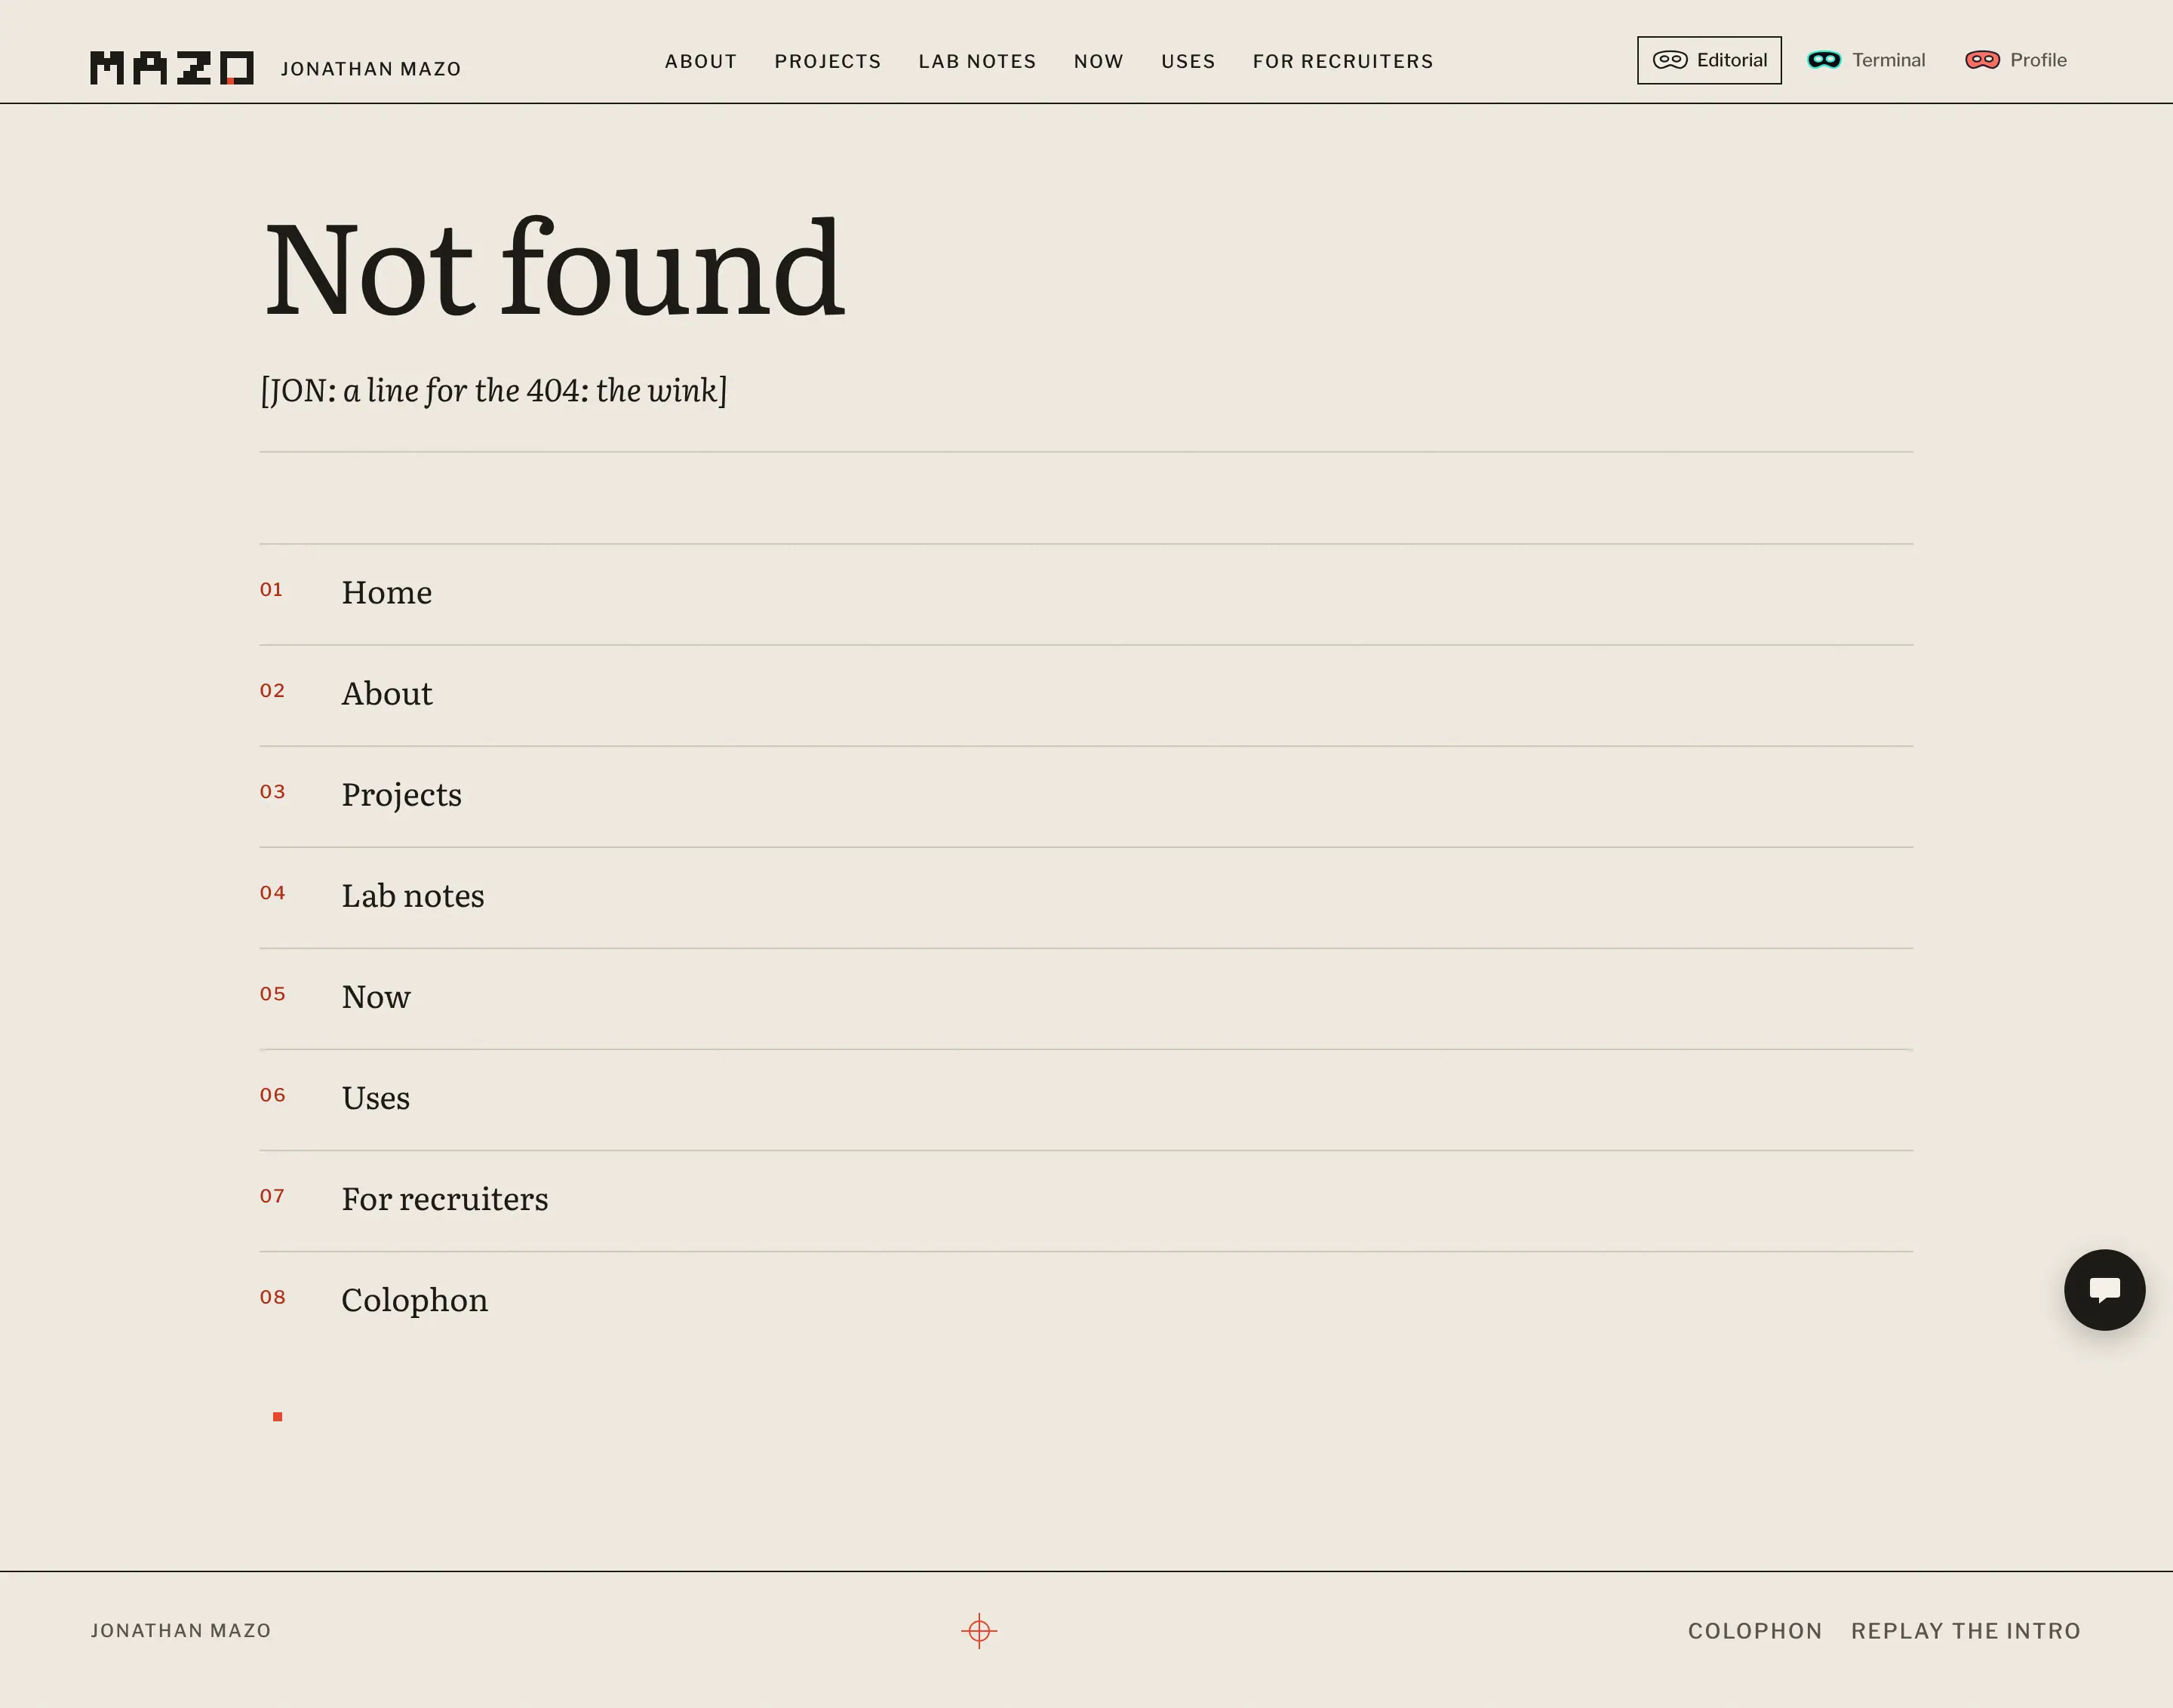 MAZO JONATHAN MAZO
ABOUT PROJECTS LAB NOTES NOW USES FOR RECRUITERS
Editorial Terminal Profile
Not found
[JON: a line for the 404: the wink]
01 Home
02 About
03 Projects
04 Lab notes
05 Now
06 Uses
07 For recruiters
08 Colophon
JONATHAN MAZO
COLOPHON REPLAY THE INTRO